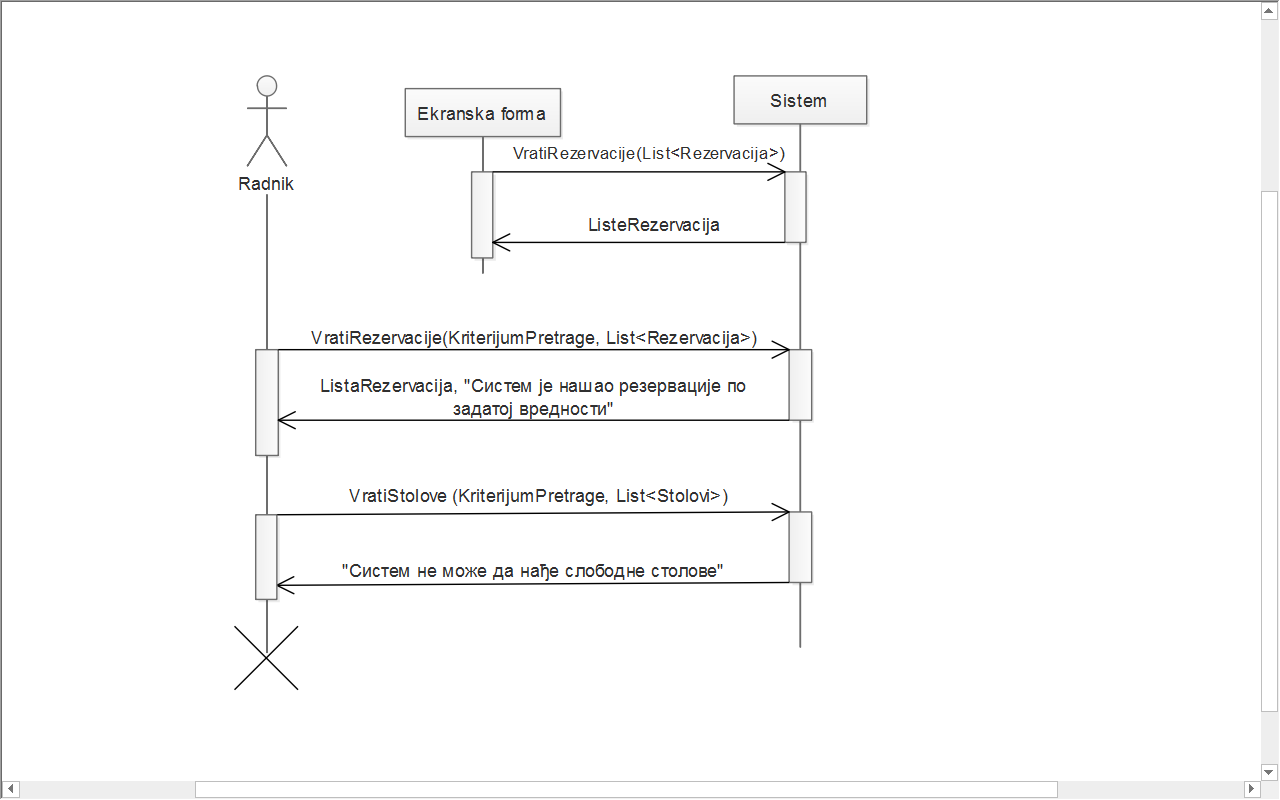 Ekranska forma
Sistem
Radnik
VratiRezervacije(List<Rezervacija>)
ListeRezervacija
VratiRezervacije(KriterijumPretrage, List<Rezervacija>)
ListaRezervacija, "Систем је нашао резервације по
задатој вредности"
VratiStolove (KriterijumPretrage, List<Stolovi>)
"Систем не може да нађе слободне столове"